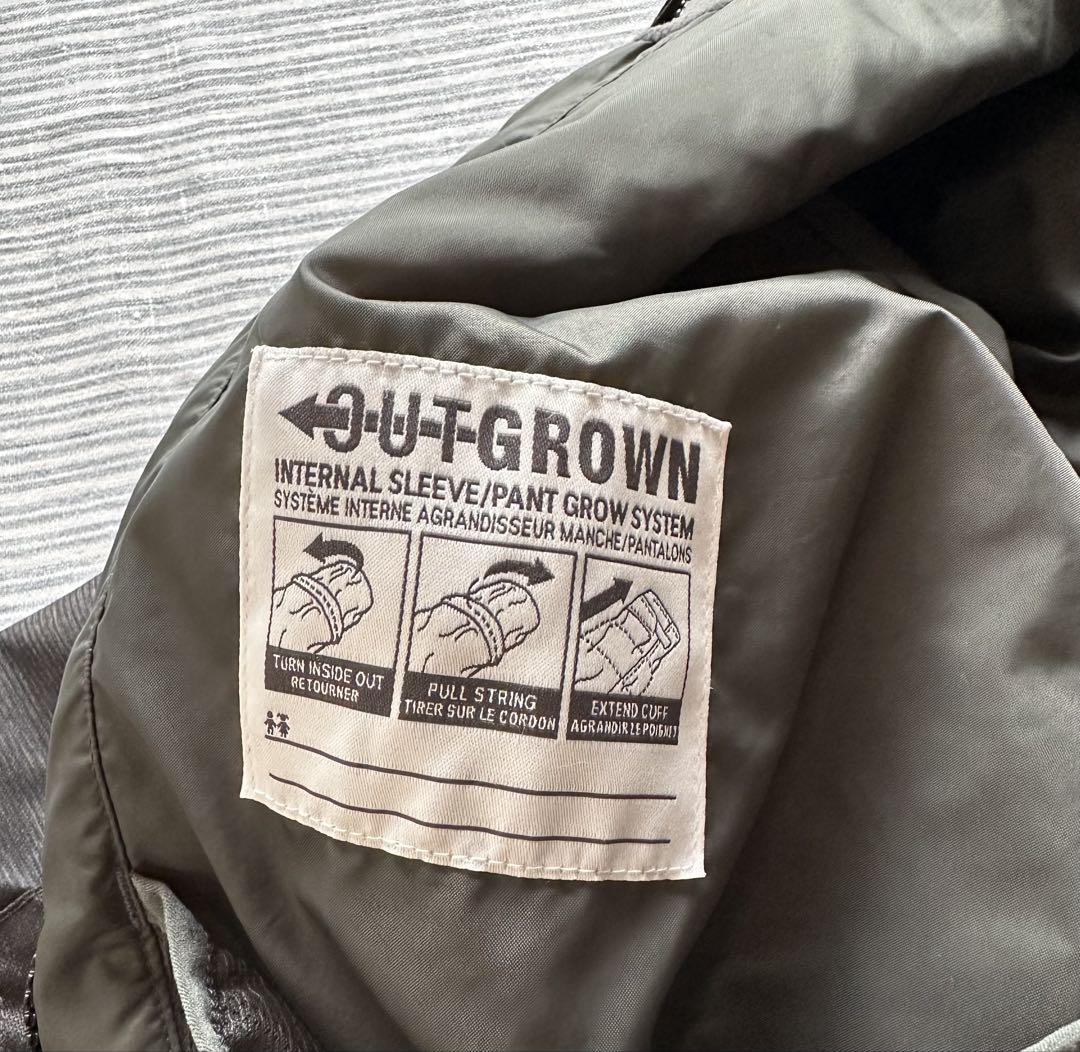 OUTGROWN
INTERNAL SLEEVE/PANT GROW SYSTEM
SYSTÈME INTERNE AGRANDISSEUR MANCHE/PANTALONS
TURN INSIDE OUT
RETOURNER
PULL STRING
TIRER SUR LE CORDON
EXTEND CUFF
AGRANDIR LE POIGNET